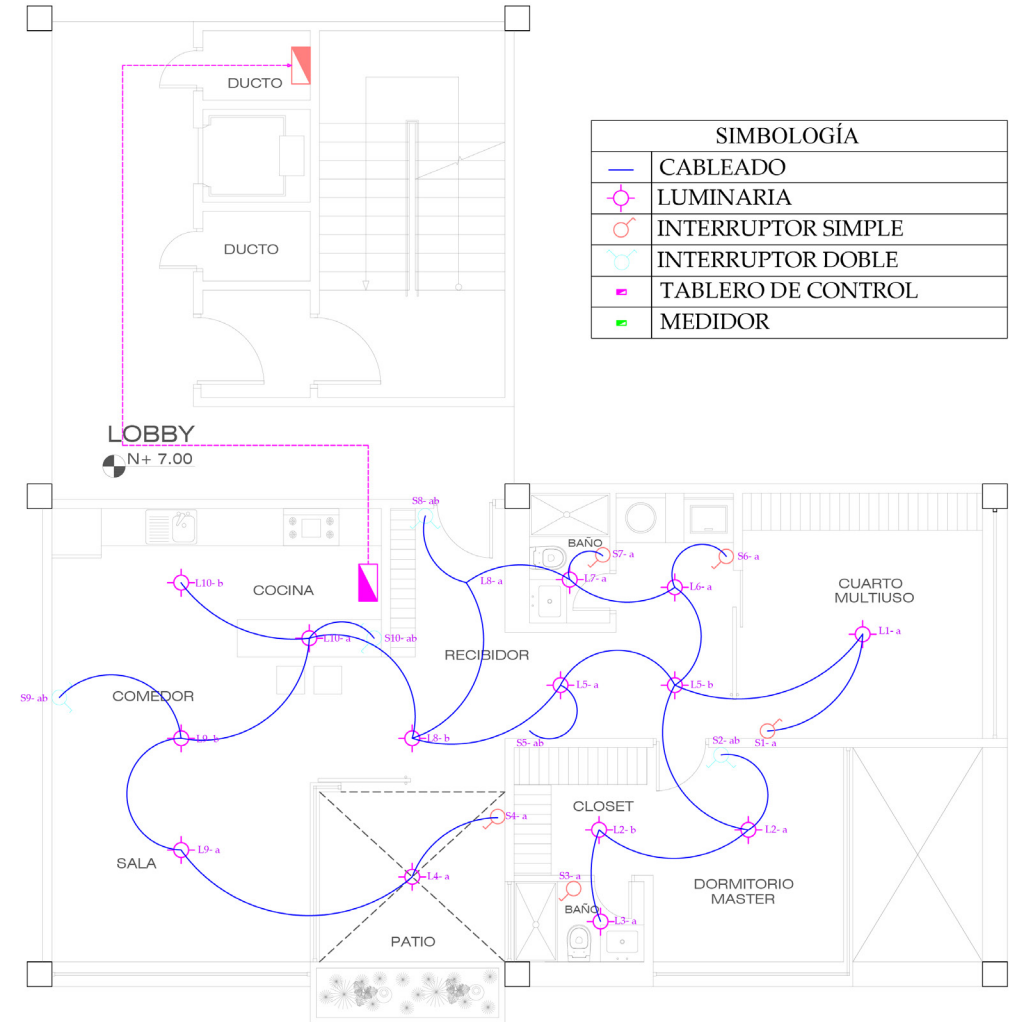 DUCTO
SIMBOLOGÍA
CABLEADO
LUMINARIA
INTERRUPTOR SIMPLE
INTERRUPTOR DOBLE
TABLERO DE CONTROL
MEDIDOR
DUCTO
LOBBY
N+ 7.00
S8- ab
BAÑO
S7- a
S6- a
L10- b
COCINA
L8- a
L7- a
L6- a
CUARTO
MULTIUSO
L10- a
S10- ab
L1- a
RECIBIDOR
S9- ab
COMEDOR
L5- a
L5- b
L9- b
L8- b
S5- ab
S1- a
S2- ab
CLOSET
S4- a
L2- b
L2- a
SALA
L9- a
L4- a
S3- a
DORMITORIO
MASTER
BAÑO
L3- a
PATIO